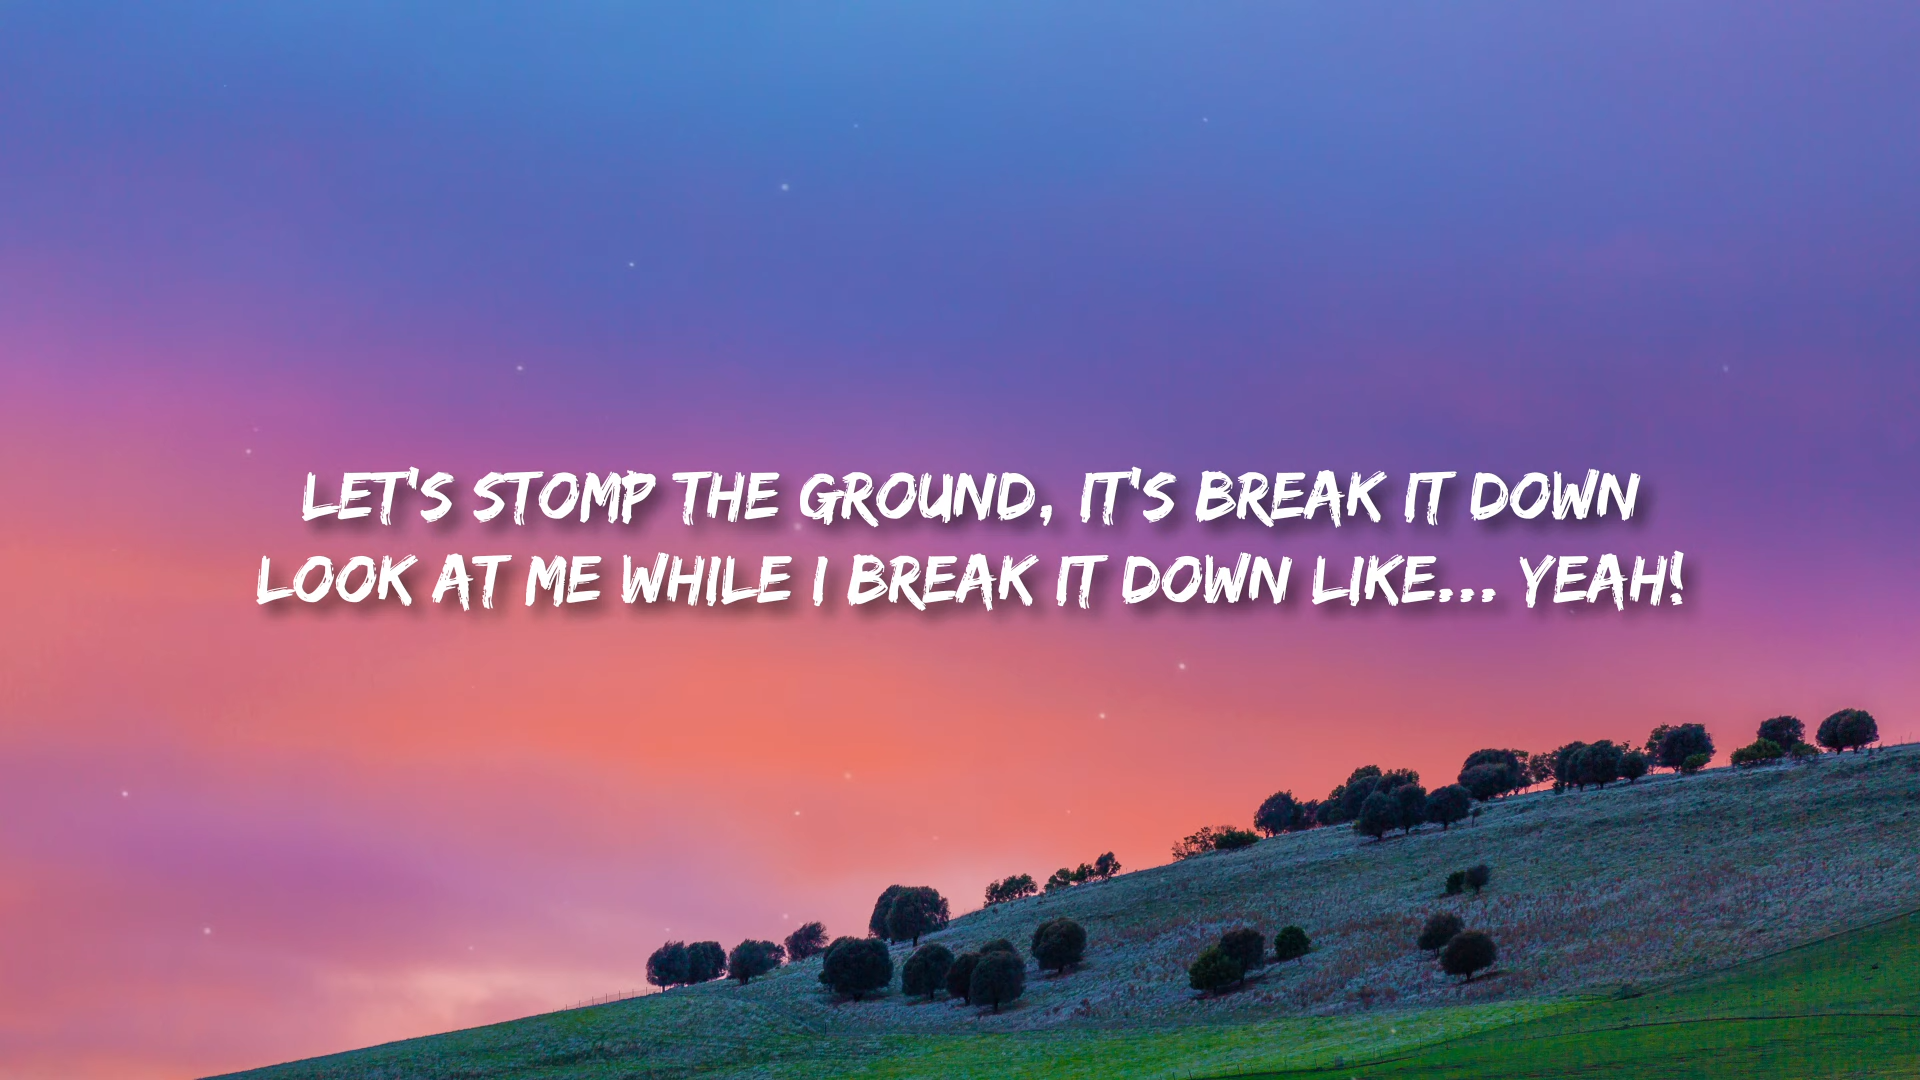 LET'S STOMP THE GROUND, IT'S BREAK IT DOWN
LOOK AT ME WHILE I BREAK IT DOWN LIKE... YEAH!